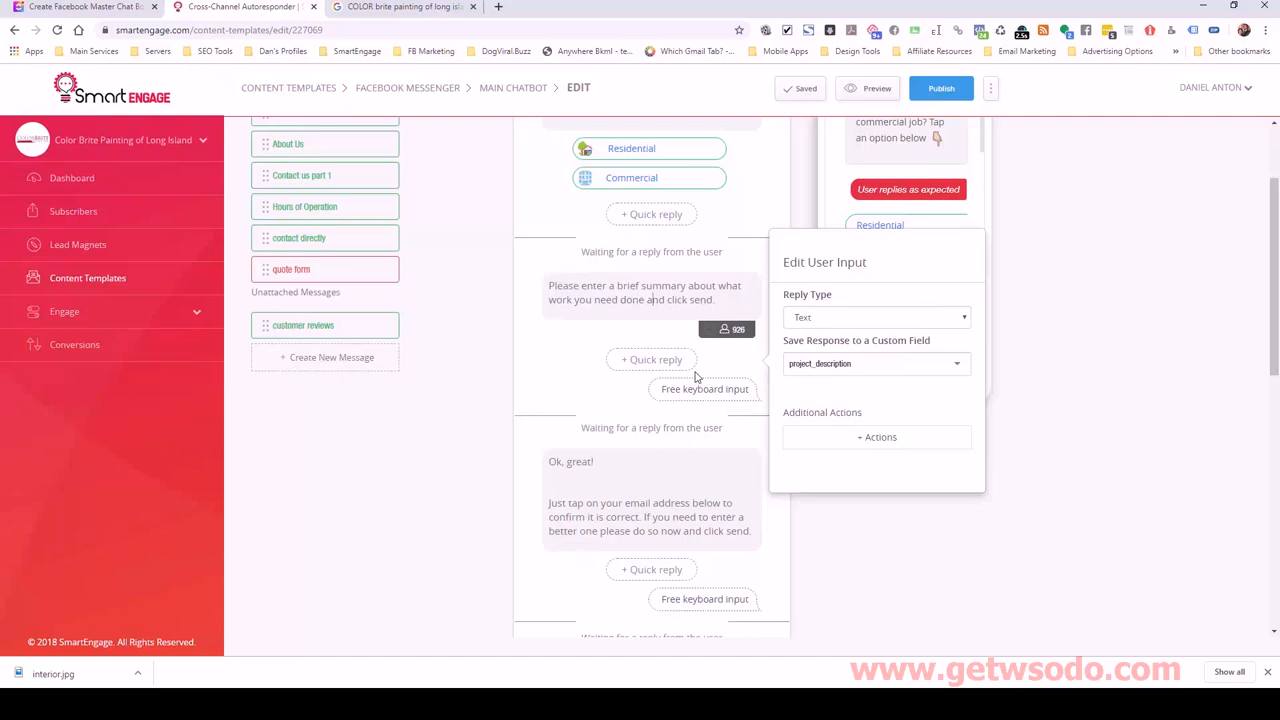 Create Facebook Master Chat Bo
Cross-Channel Autoresponder | S
COLOR brite painting of long isla
smartengage.com/content-templates/edit/227069
Apps
Main Services
Servers
SEO Tools
Dan's Profiles
SmartEngage
FB Marketing
DogViral.Buzz
Anywhere Bkml - te...
Which Gmail Tab? -...
Mobile Apps
Design Tools
Affiliate Resources
Email Marketing
Advertising Options
»
Other bookmarks
SmartENGAGE
CONTENT TEMPLATES
FACEBOOK MESSENGER
MAIN CHATBOT
EDIT
Saved
Preview
Publish
DANIEL ANTON
Color Brite Painting of Long Island
Dashboard
Subscribers
Lead Magnets
Content Templates
Engage
Conversions
© 2018 SmartEngage. All Rights Reserved.
About Us
Contact us part 1
Hours of Operation
contact directly
quote form
Unattached Messages
customer reviews
+ Create New Message
Residential
Commercial
+ Quick reply
Waiting for a reply from the user
Please enter a brief summary about what
work you need done and click send.
926
+ Quick reply
Free keyboard input
Waiting for a reply from the user
Ok, great!
Just tap on your email address below to
confirm it is correct. If you need to enter a
better one please do so now and click send.
+ Quick reply
Free keyboard input
Waiting for a reply from the user
commercial job? Tap
an option below
User replies as expected
Residential
Edit User Input
Reply Type
Text
Save Response to a Custom Field
project_description
Additional Actions
+ Actions
interior.jpg
www.getwsodo.com
Show all